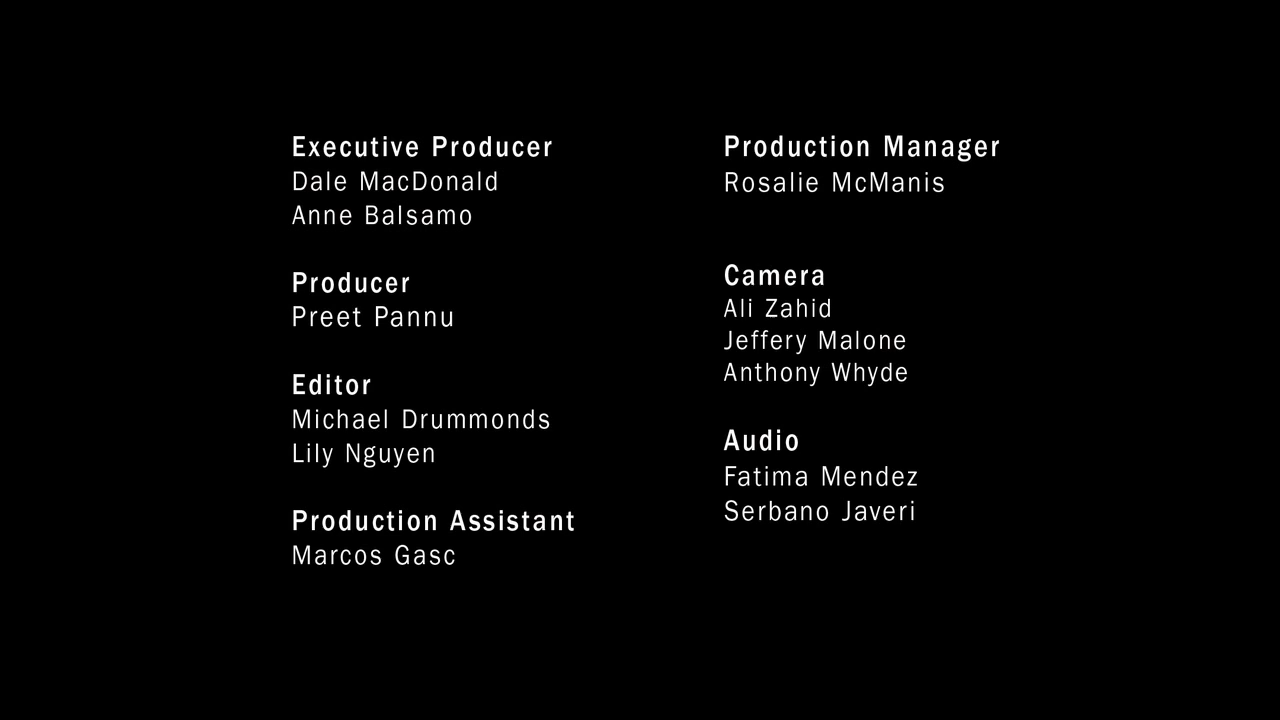 Executive Producer
Dale MacDonald
Anne Balsamo
Producer
Preet Pannu
Editor
Michael Drummonds
Lily Nguyen
Production Assistant
Marcos Gasc
Production Manager
Rosalie McManis
Camera
Ali Zahid
Jeffery Malone
Anthony Whyde
Audio
Fatima Mendez
Serbano Javeri